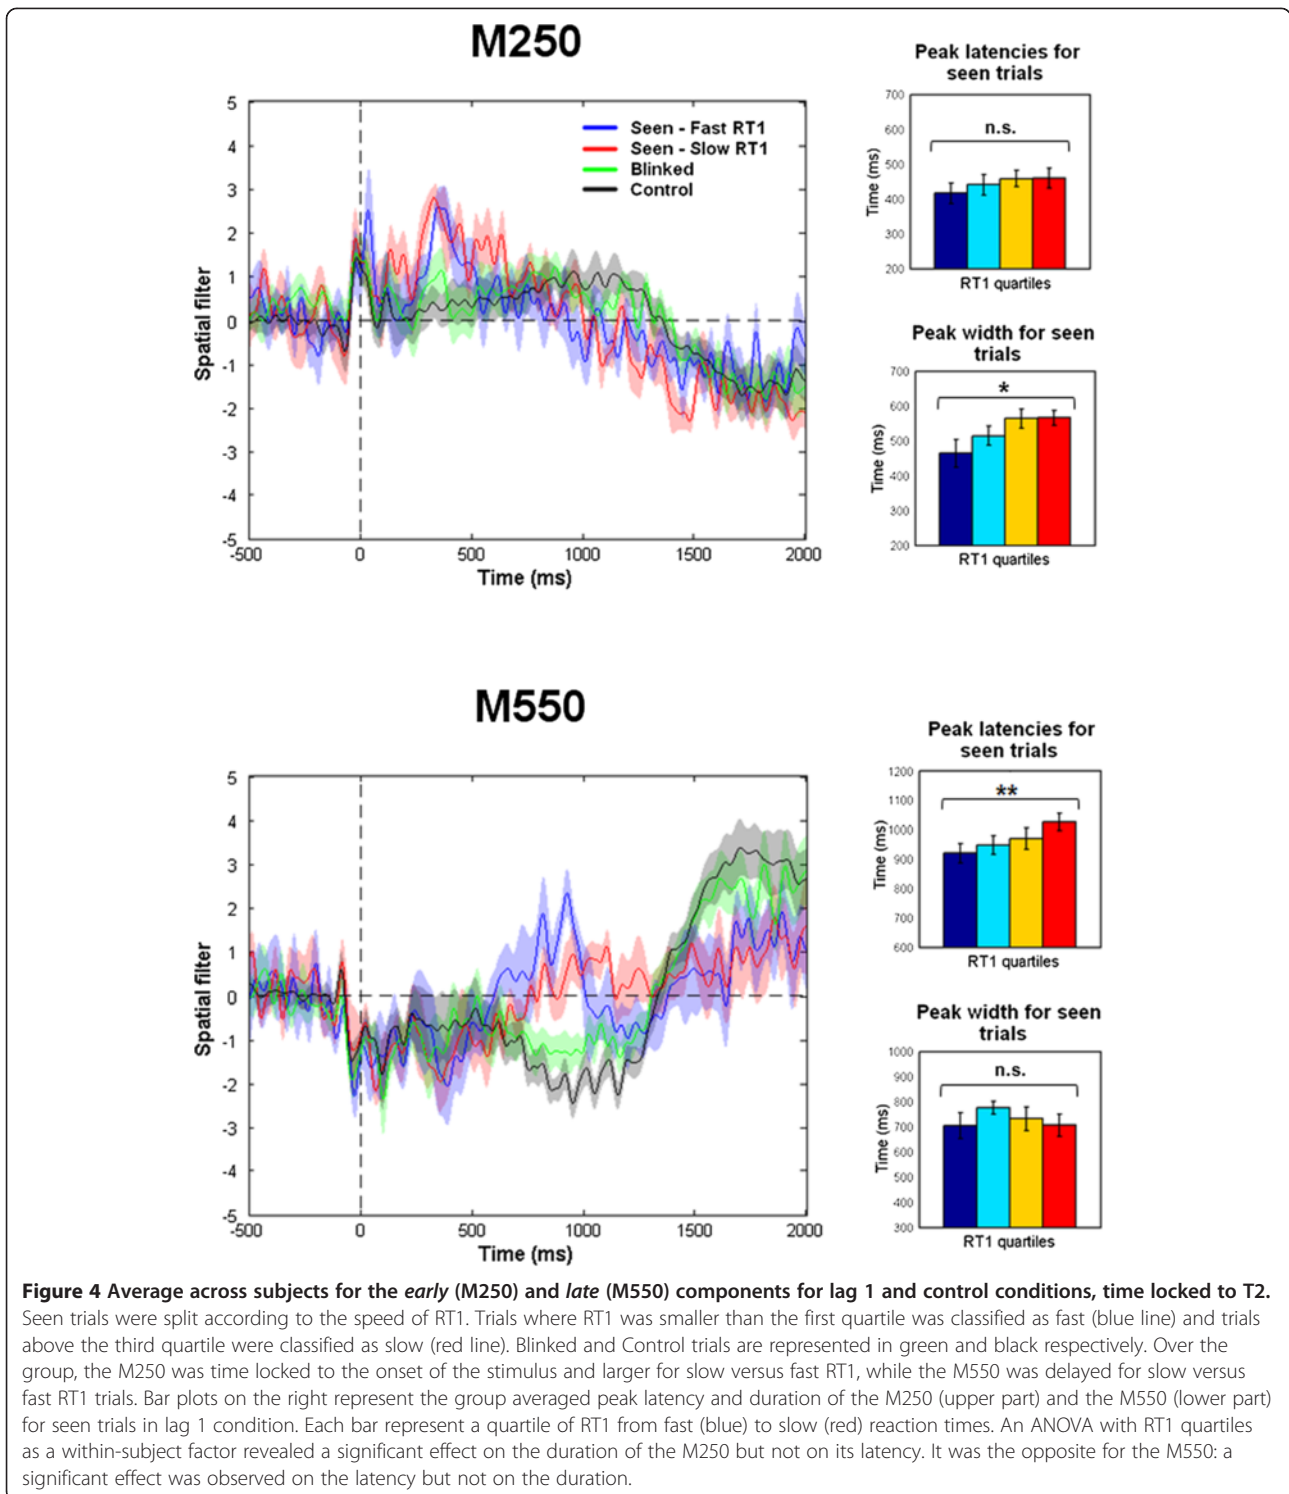 M250
5
4
3
2
1
0
-1
-2
-3
-4
-5
Spatial filter
Seen - Fast RT1
Seen - Slow RT1
Blinked
Control
-500
0
500
1000
1500
2000
Time (ms)
Peak latencies for
seen trials
700
600
500
400
300
200
Time (ms)
n.s.
RT1 quartiles
Peak width for seen
trials
700
600
500
400
300
200
Time (ms)
*
RT1 quartiles
M550
5
4
3
2
1
0
-1
-2
-3
-4
-5
Spatial filter
-500
0
500
1000
1500
2000
Time (ms)
Peak latencies for
seen trials
1200
1100
1000
900
800
700
600
Time (ms)
**
RT1 quartiles
Peak width for seen
trials
1000
900
800
700
600
500
400
300
Time (ms)
n.s.
RT1 quartiles
Figure 4 Average across subjects for the early (M250) and late (M550) components for lag 1 and control conditions, time locked to T2.
Seen trials were split according to the speed of RT1. Trials where RT1 was smaller than the first quartile was classified as fast (blue line) and trials
above the third quartile were classified as slow (red line). Blinked and Control trials are represented in green and black respectively. Over the
group, the M250 was time locked to the onset of the stimulus and larger for slow versus fast RT1, while the M550 was delayed for slow versus
fast RT1 trials. Bar plots on the right represent the group averaged peak latency and duration of the M250 (upper part) and the M550 (lower part)
for seen trials in lag 1 condition. Each bar represent a quartile of RT1 from fast (blue) to slow (red) reaction times. An ANOVA with RT1 quartiles
as a within-subject factor revealed a significant effect on the duration of the M250 but not on its latency. It was the opposite for the M550: a
significant effect was observed on the latency but not on the duration.